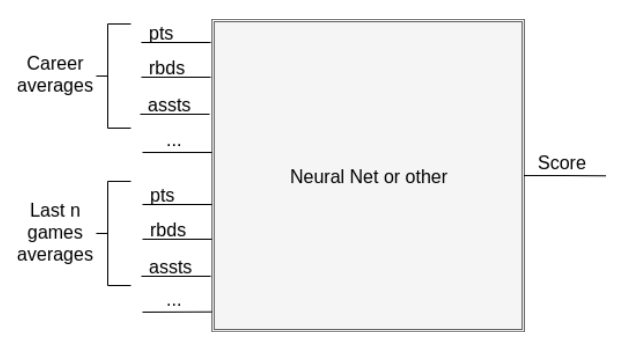 Career
averages
pts
rbds
assts
...
Last n
games
averages
pts
rbds
assts
...
Neural Net or other
Score